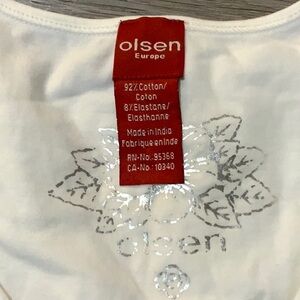 olsen
Europe
92% Cotton/
Coton
8% Elastane/
Elasthanne
Made in India
Fabrique en Inde
RN-No.: 95368
CA-No.: 10340
olsen